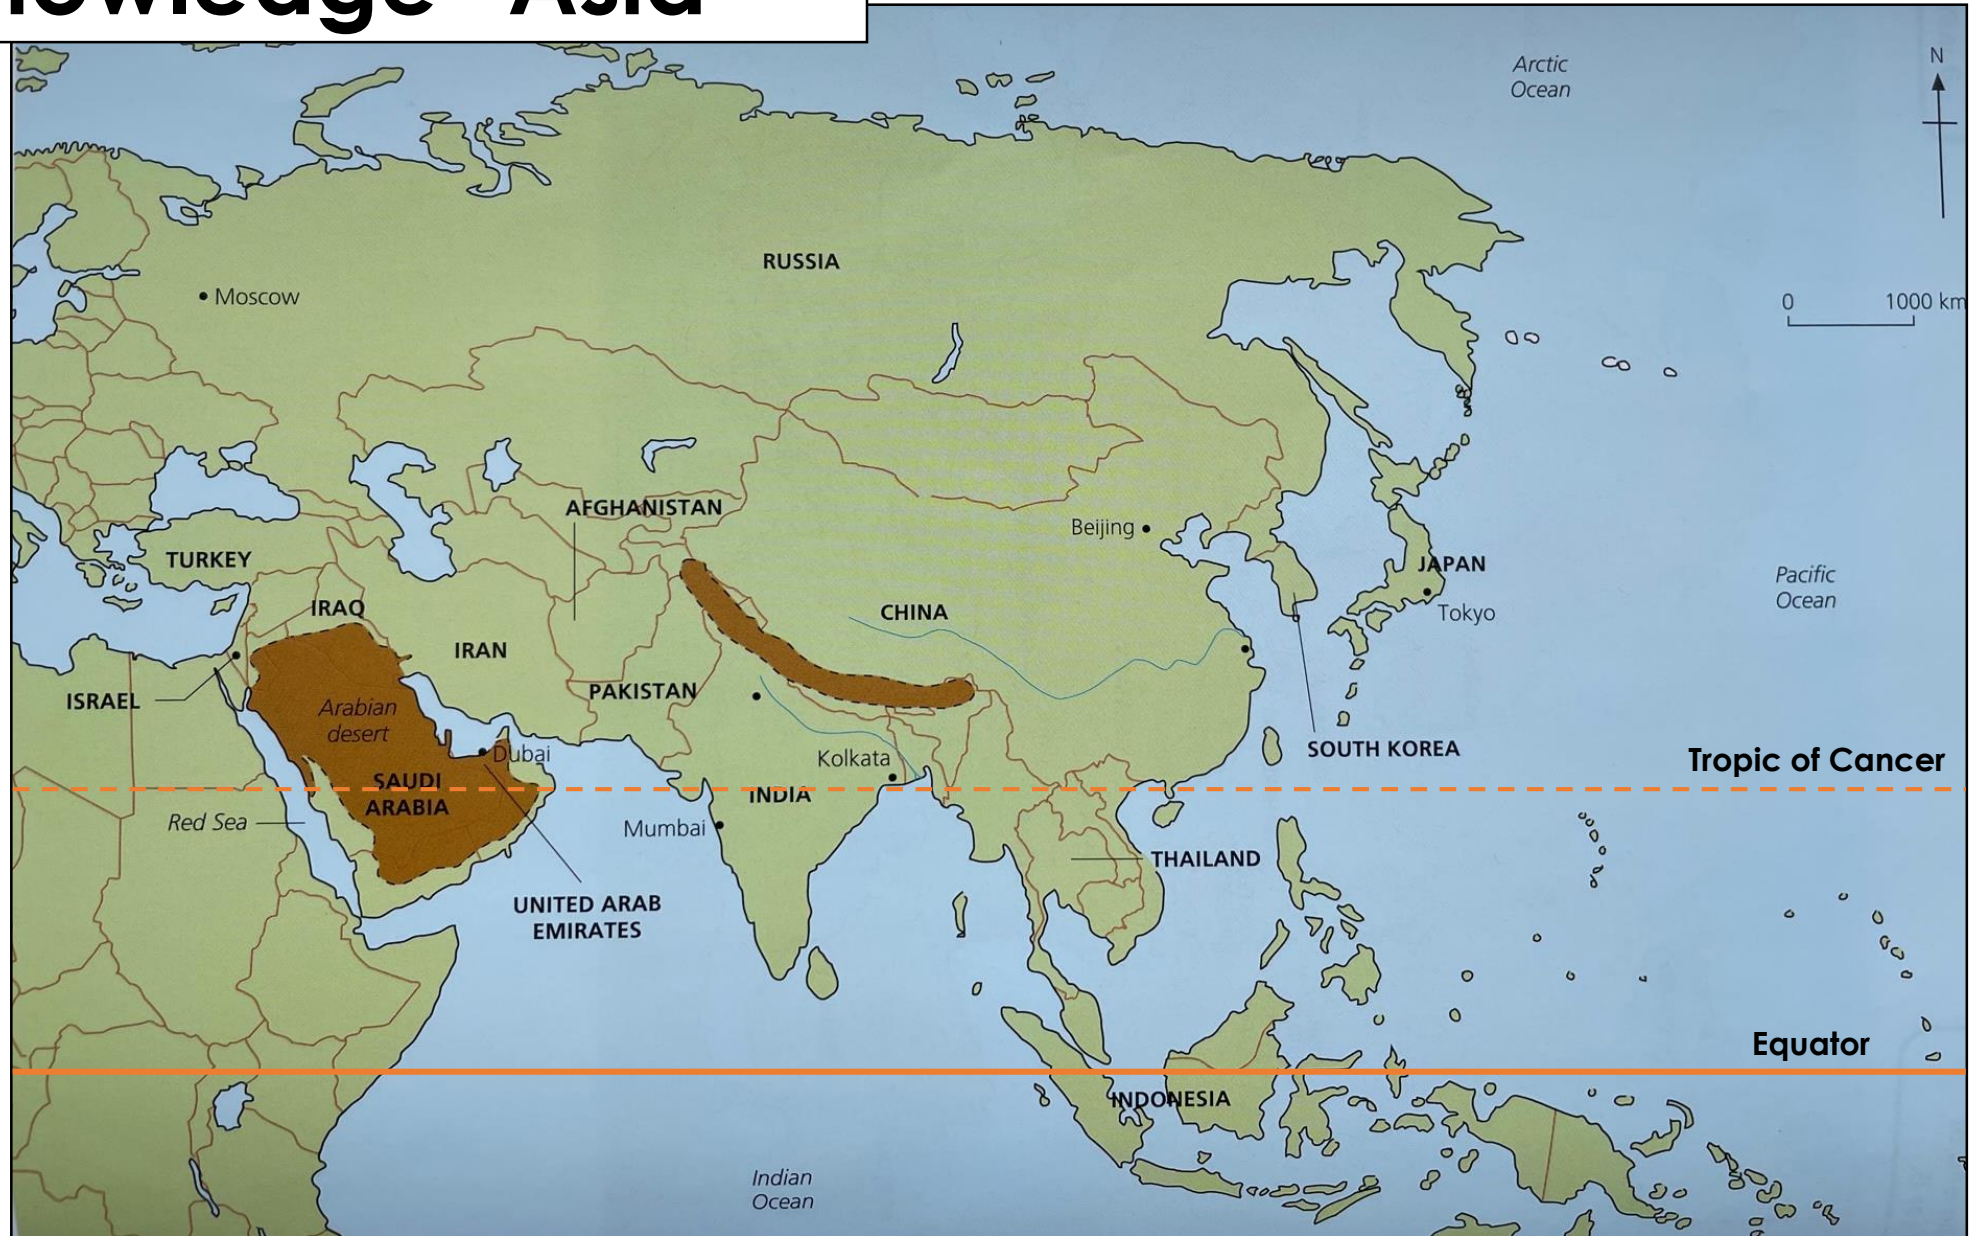 Asia
Arctic
Ocean
N
RUSSIA
Moscow
0 1000 km
AFGHANISTAN
Beijing
TURKEY
JAPAN
Pacific
Ocean
IRAQ
CHINA
Tokyo
IRAN
ISRAEL
PAKISTAN
Arabian
desert
SOUTH KOREA
Dubai
Kolkata
Tropic of Cancer
SAUDI
ARABIA
INDIA
Red Sea
Mumbai
THAILAND
UNITED ARAB
EMIRATES
Equator
INDONESIA
Indian
Ocean